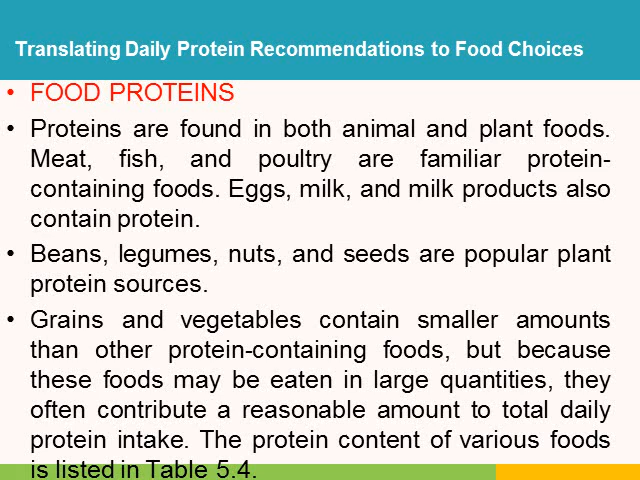 Translating Daily Protein Recommendations to Food Choices
• FOOD PROTEINS
• Proteins are found in both animal and plant foods.
Meat, fish, and poultry are familiar protein-
containing foods. Eggs, milk, and milk products also
contain protein.
• Beans, legumes, nuts, and seeds are popular plant
protein sources.
• Grains and vegetables contain smaller amounts
than other protein-containing foods, but because
these foods may be eaten in large quantities, they
often contribute a reasonable amount to total daily
protein intake. The protein content of various foods
is listed in Table 5.4.